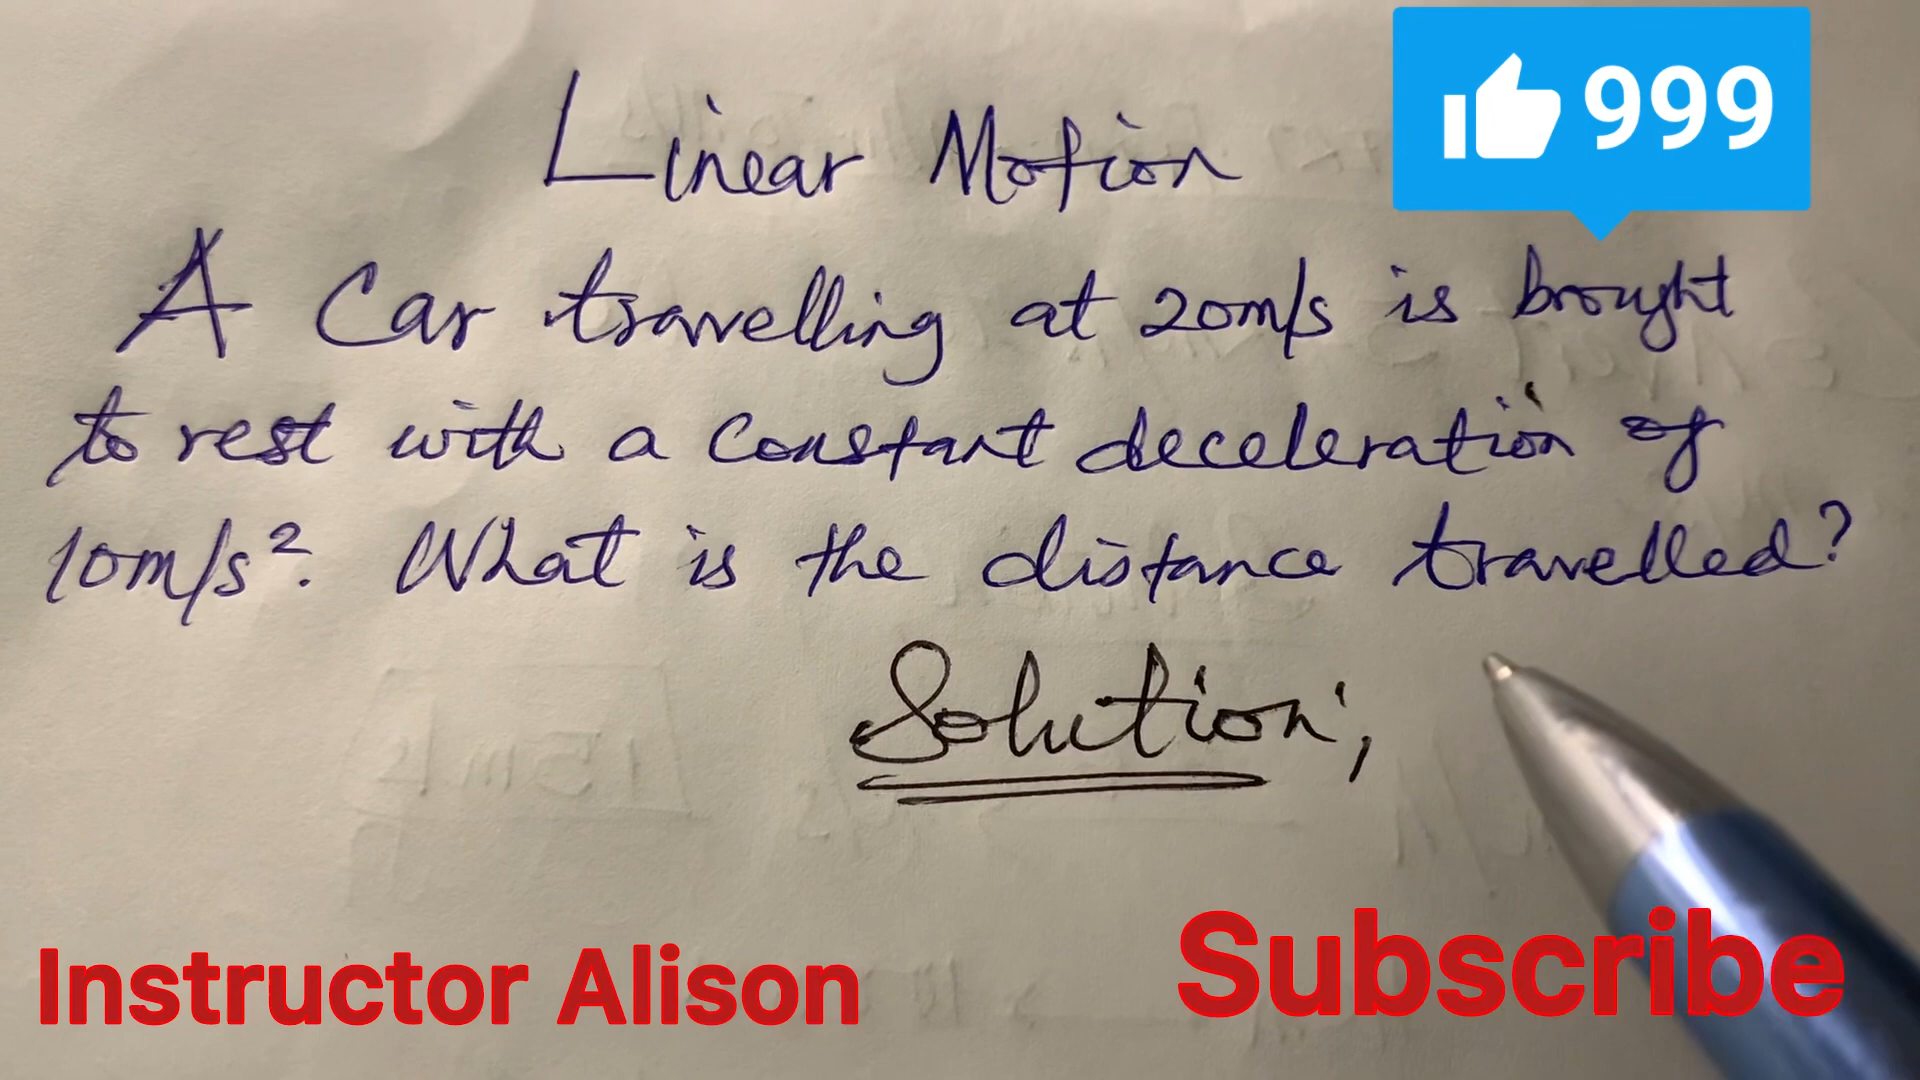 Linear Motion
999
A Car travelling at 20m/s is brought
to rest with a constant deceleration of
10m/s². What is the distance travelled?
Solution;
Instructor Alison
Subscribe